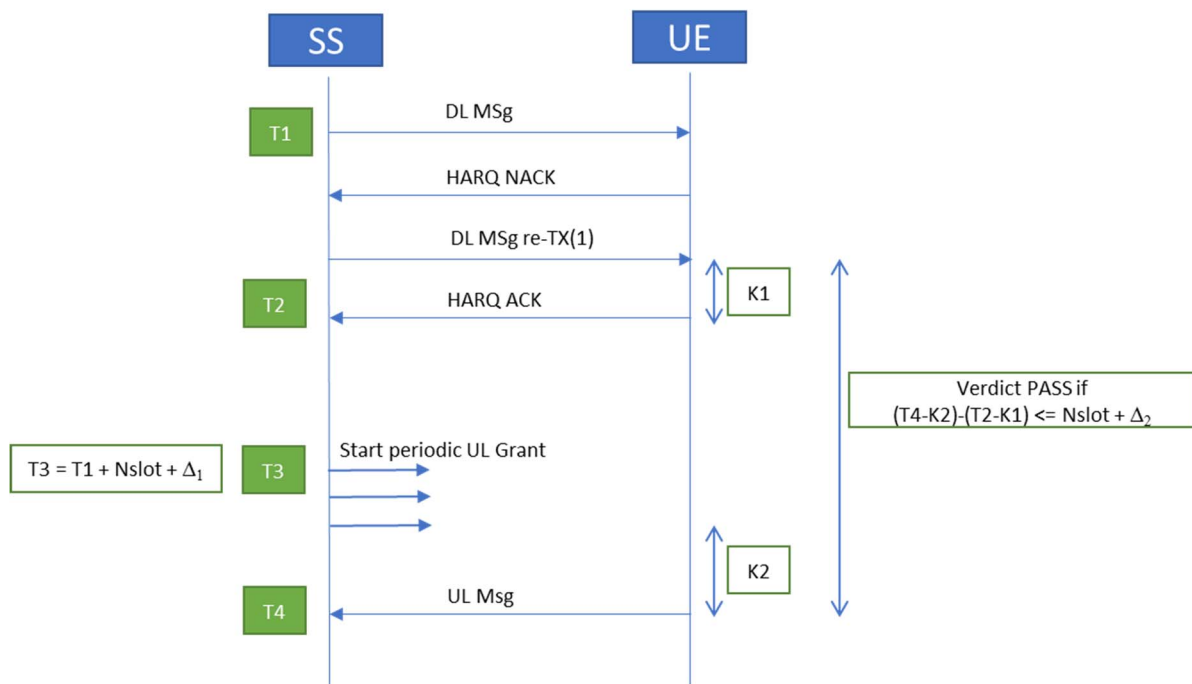 SS
UE
DL MSg
T1
HARQ NACK
DL MSg re-TX(1)
K1
T2
HARQ ACK
Verdict PASS if
(T4-K2)-(T2-K1) <= Nslot + Δ₂
Start periodic UL Grant
T3 = T1 + Nslot + Δ₁
T3
K2
UL Msg
T4